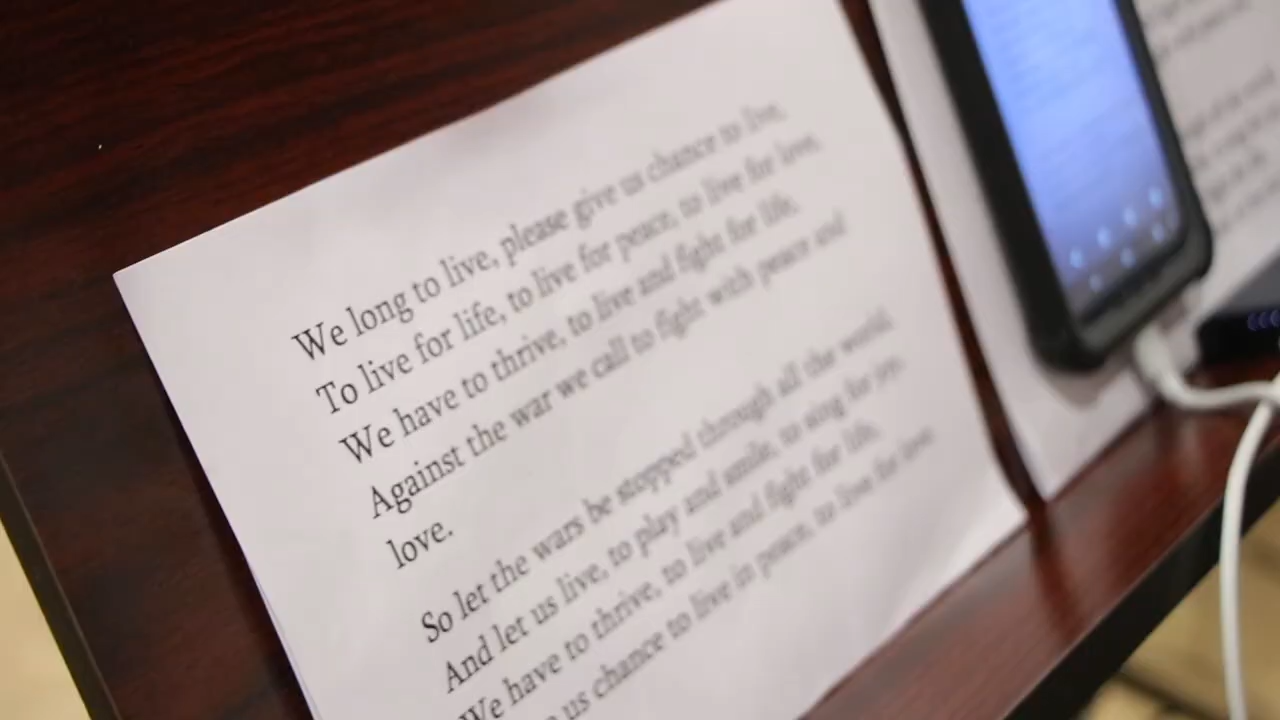 We long to live, please give us chance to live,
To live for life, to live for peace, to live for love,
We have to thrive, to live and fight for life.
Against the war we call to fight with peace and
love.
So let the wars be stopped through all the world,
And let us live, to play and smile, to sing for joy.
We have to thrive, to live and fight for life.
us chance to live in peace, to live for love